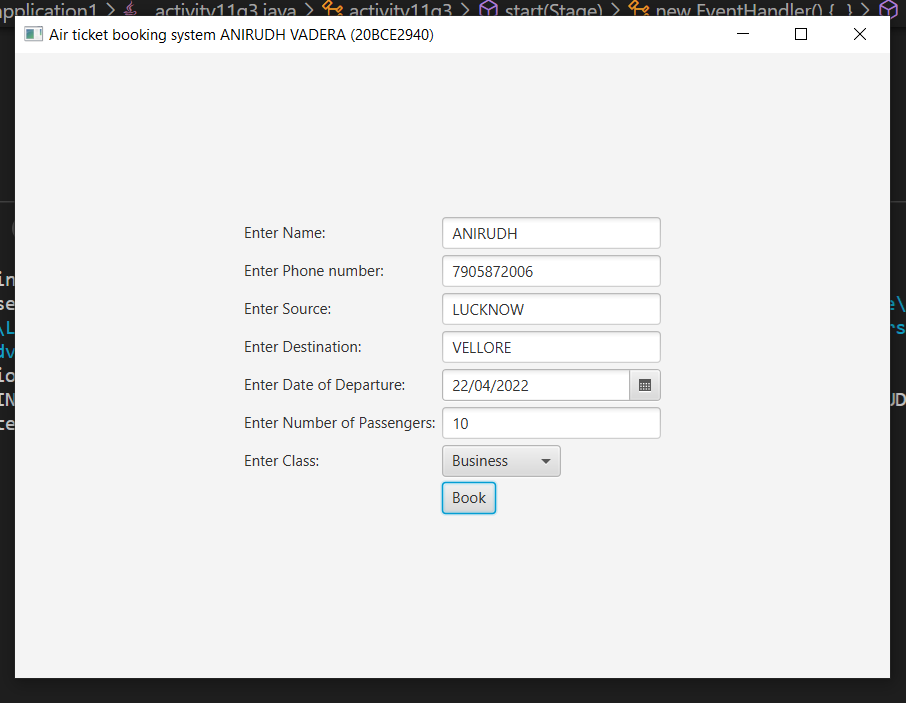 activity11q3.java > activity11q3 > start(Stage) > new EventHandler() {...} >
Air ticket booking system ANIRUDH VADERA (20BCE2940)
Enter Name: ANIRUDH
Enter Phone number: 7905872006
Enter Source: LUCKNOW
Enter Destination: VELLORE
Enter Date of Departure: 22/04/2022
Enter Number of Passengers: 10
Enter Class: Business
Book